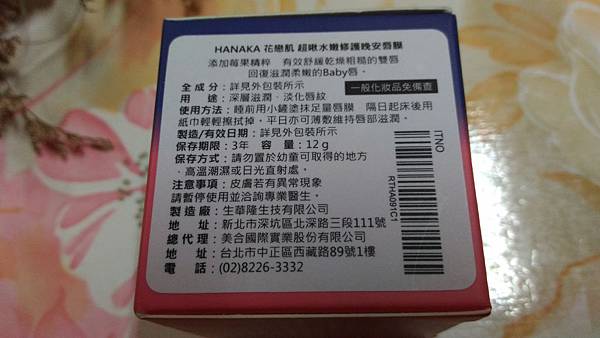 HANAKA 花戀肌 超啾水嫩修護晚安唇膜
添加莓果精粹 有效舒緩乾燥粗糙的雙唇
回復滋潤柔嫩的Baby唇。
全 成 分：詳見外包裝所示
一般化妝品免備查
用 途：深層滋潤、淡化唇紋
使用方法：睡前用小罐塗抹足量唇膜，隔日起床後用
紙巾輕輕擦拭掉。平日亦可薄敷維持唇部滋潤。
製造/有效日期：詳見外包裝所示
保存期限：3年 容 量：12g
保存方式：請勿置於幼童可取得的地方
、高溫潮濕或日光直射處。
注意事項：皮膚若有異常現象
請暫停使用並洽詢專業醫生。
製 造 廠：生華隆生技有限公司
地 址：新北市深坑區北深路三段111號
總 代 理：美合國際實業股份有限公司
地 址：台北市中正區西藏路89號1樓
電 話：(02)8226-3332
ITNO
RTHA091C1